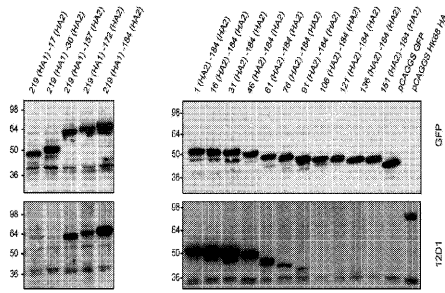 219 (HA1) -17 (HA2)
219 (HA1) -30 (HA2)
219 (HA1) -157 (HA2)
219 (HA1) -172 (HA2)
219 (HA1) -184 (HA2)
1 (HA2) -184 (HA2)
16 (HA2) -184 (HA2)
31 (HA2) -184 (HA2)
46 (HA2) -184 (HA2)
61 (HA2) -184 (HA2)
76 (HA2) -184 (HA2)
91 (HA2) -184 (HA2)
106 (HA2) -184 (HA2)
121 (HA2) -184 (HA2)
136 (HA2) -184 (HA2)
151 (HA2) -184 (HA2)
pCAGGS GFP
pCAGGS
98
64
50
36
98
64
50
36
GFP
98
64
50
36
98
64
50
36
12D1